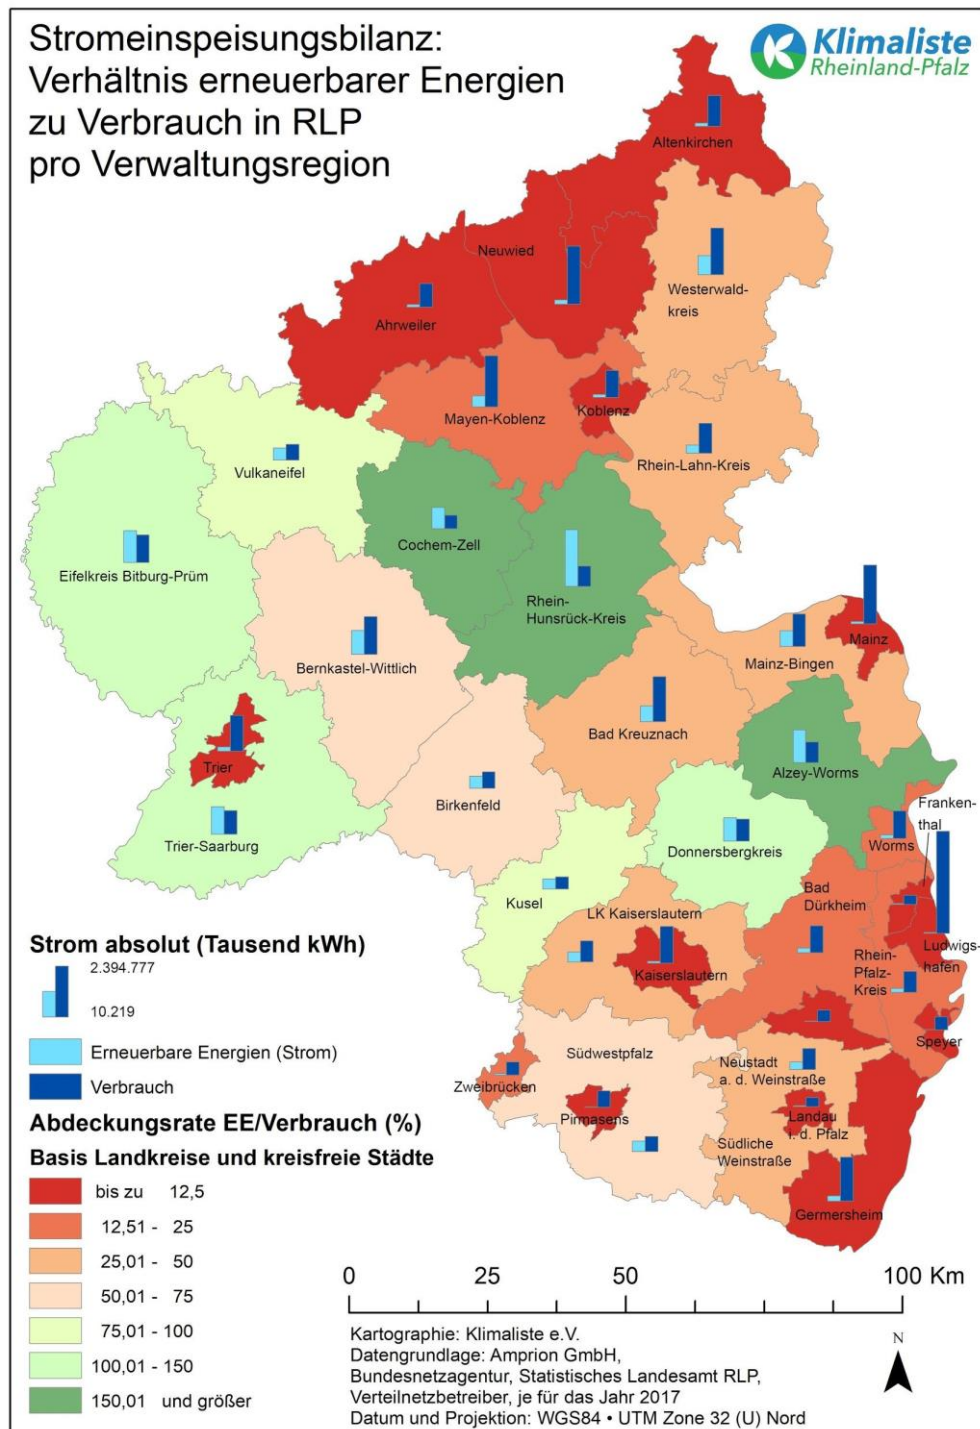 Stromeinspeisungsbilanz:
Verhältnis erneuerbarer Energien
zu Verbrauch in RLP
pro Verwaltungsregion
Klimaliste
Rheinland-Pfalz
Altenkirchen
Neuwied
Westerwald-
kreis
Ahrweiler
Koblenz
Mayen-Koblenz
Rhein-Lahn-Kreis
Vulkaneifel
Cochem-Zell
Eifelkreis Bitburg-Prüm
Rhein-
Hunsrück-Kreis
Mainz
Bernkastel-Wittlich
Mainz-Bingen
Bad Kreuznach
Trier
Alzey-Worms
Birkenfeld
Franken-
thal
Trier-Saarburg
Donnersbergkreis
Worms
Kusel
Bad
Dürkheim
LK Kaiserslautern
Ludwigs-
hafen
Kaiserslautern
Rhein-
Pfalz-
Kreis
Speyer
Südwestpfalz
Neustadt
a. d. Weinstraße
Zweibrücken
Pirmasens
Landau
i. d. Pfalz
Südliche
Weinstraße
Germersheim
Strom absolut (Tausend kWh)
2.394.777
10.219
Erneuerbare Energien (Strom)
Verbrauch
Abdeckungsrate EE/Verbrauch (%)
Basis Landkreise und kreisfreie Städte
bis zu 12,5
12,51 - 25
25,01 - 50
50,01 - 75
75,01 - 100
100,01 - 150
150,01 und größer
0 25 50 100 Km
Kartographie: Klimaliste e.V.
Datengrundlage: Amprion GmbH,
Bundesnetzagentur, Statistisches Landesamt RLP,
Verteilnetzbetreiber, je für das Jahr 2017
Datum und Projektion: WGS84 • UTM Zone 32 (U) Nord
N